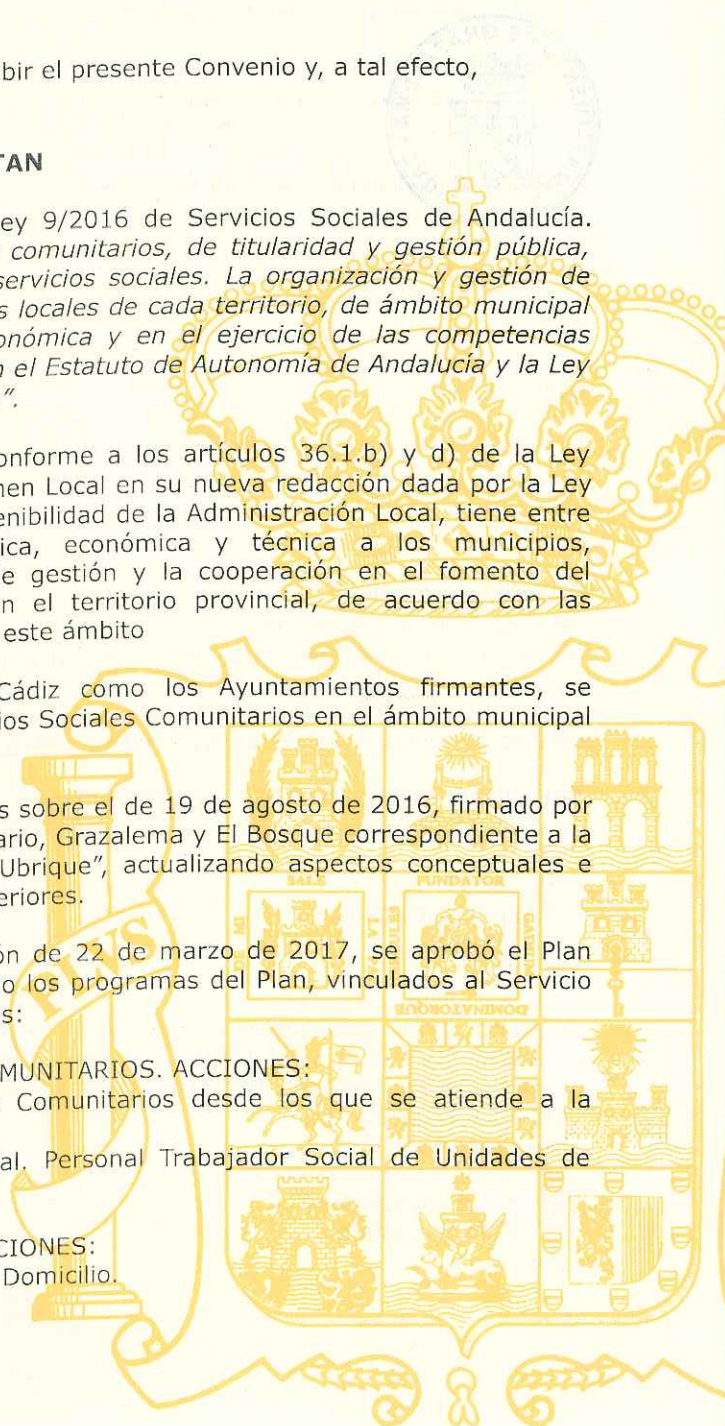 bir el presente Convenio y, a tal efecto,
TAN
ey 9/2016 de Servicios Sociales de Andalucía.
comunitarios, de titularidad y gestión pública,
servicios sociales. La organización y gestión de
s locales de cada territorio, de ámbito municipal
onómica y en el ejercicio de las competencias
n el Estatuto de Autonomía de Andalucía y la Ley
".
onforme a los artículos 36.1.b) y d) de la Ley
nen Local en su nueva redacción dada por la Ley
enibilidad de la Administración Local, tiene entre
ica, económica y técnica a los municipios,
e gestión y la cooperación en el fomento del
n el territorio provincial, de acuerdo con las
este ámbito
Cádiz como los Ayuntamientos firmantes, se
ios Sociales Comunitarios en el ámbito municipal
s sobre el de 19 de agosto de 2016, firmado por
ario, Grazalema y El Bosque correspondiente a la
Ubrique", actualizando aspectos conceptuales e
eriores.
SALE FUNDATOR
ón de 22 de marzo de 2017, se aprobó el Plan
o los programas del Plan, vinculados al Servicio
s:
PLUS
DOMINATORQUE
MUNITARIOS. ACCIONES:
Comunitarios desde los que se atiende a la
al. Personal Trabajador Social de Unidades de
CIONES:
Domicilio.